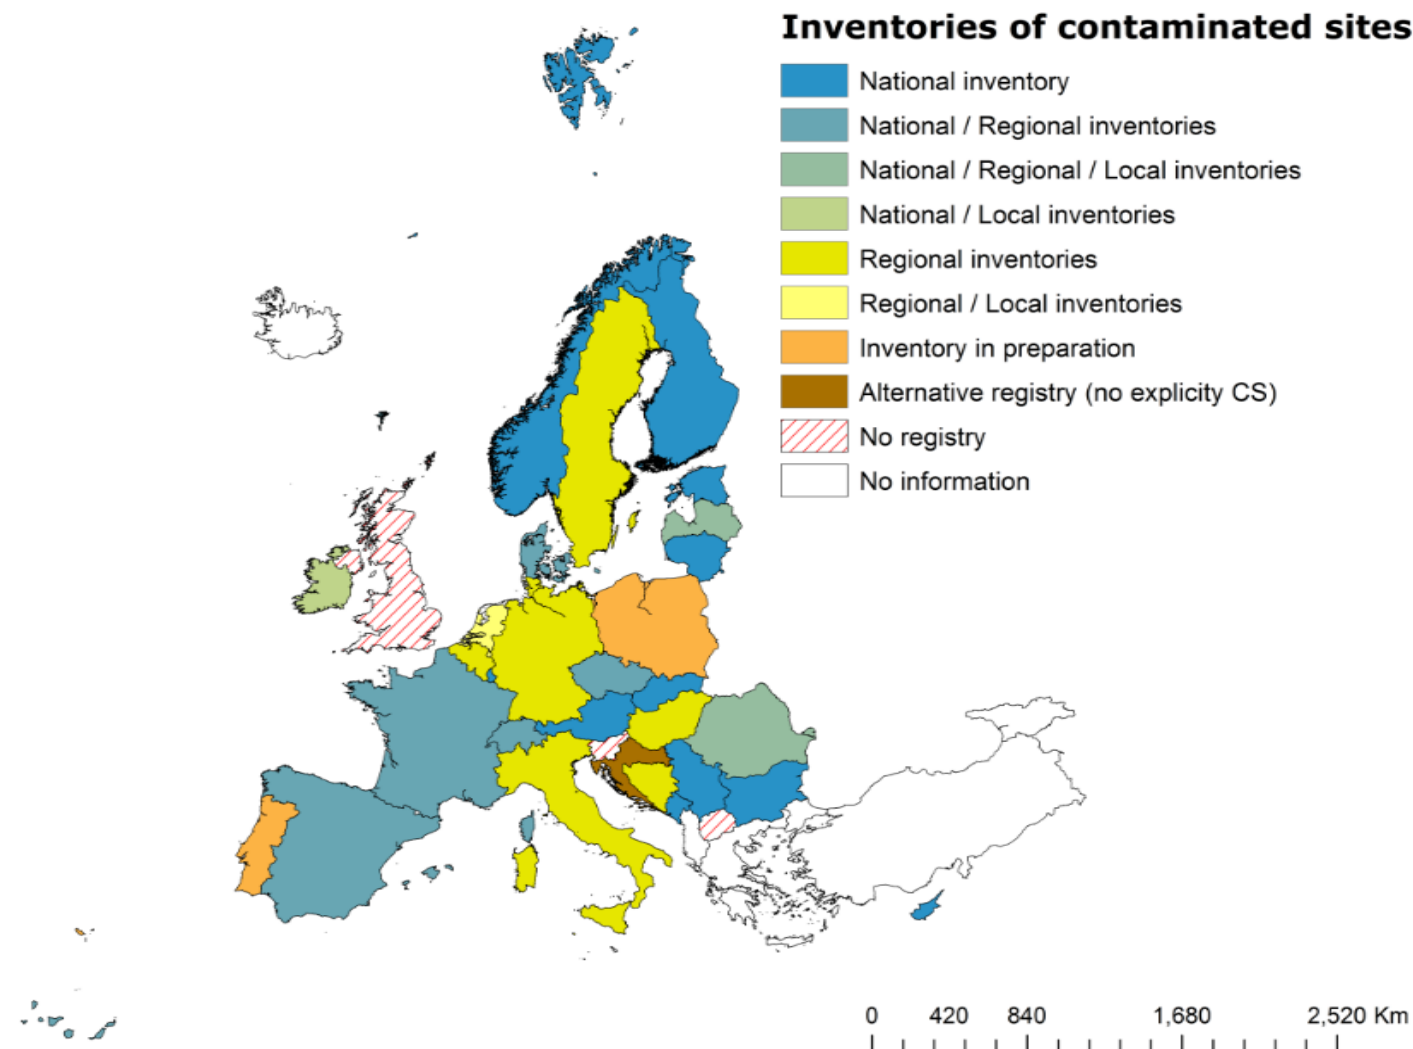 Inventories of contaminated sites
National inventory
National / Regional inventories
National / Regional / Local inventories
National / Local inventories
Regional inventories
Regional / Local inventories
Inventory in preparation
Alternative registry (no explicity CS)
No registry
No information
0 420 840 1,680 2,520 Km